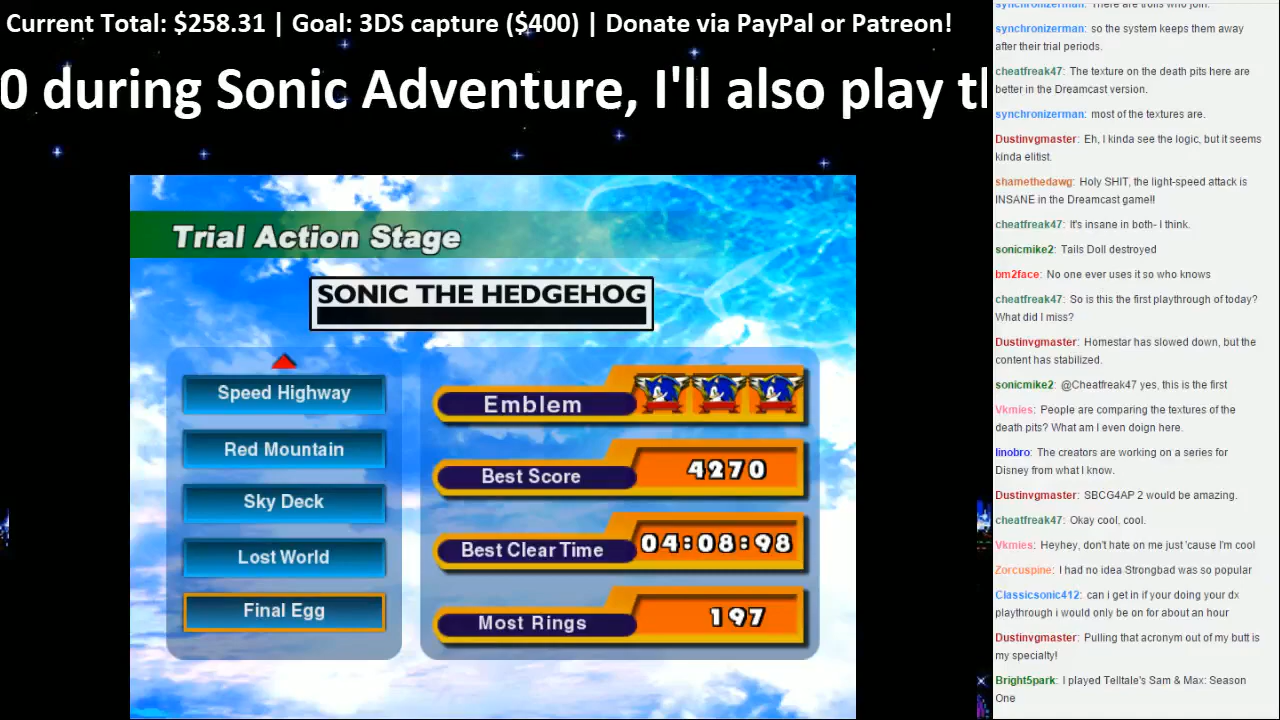 Current Total: $258.31 | Goal: 3DS capture ($400) | Donate via PayPal or Patreon!
0 during Sonic Adventure, I'll also play tl
Trial Action Stage
SONIC THE HEDGEHOG
Speed Highway
Red Mountain
Sky Deck
Lost World
Final Egg
Emblem
Best Score 4270
Best Clear Time 04:08:98
Most Rings 197
synchronizerman: There are trolls who join.
synchronizerman: so the system keeps them away
after their trial periods.
cheatfreak47: The texture on the death pits here are
better in the Dreamcast version.
synchronizerman: most of the textures are.
Dustinvgmaster: Eh, I kinda see the logic, but it seems
kinda elitist.
shamethedawg: Holy SHIT, the light-speed attack is
INSANE in the Dreamcast game!!
cheatfreak47: It's insane in both- I think.
sonicmike2: Tails Doll destroyed
bm2face: No one ever uses it so who knows
cheatfreak47: So is this the first playthrough of today?
What did I miss?
Dustinvgmaster: Homestar has slowed down, but the
content has stabilized.
sonicmike2: @Cheatfreak47 yes, this is the first
Vkmies: People are comparing the textures of the
death pits? What am I even doign here.
linobro: The creators are working on a series for
Disney from what I know.
Dustinvgmaster: SBCG4AP 2 would be amazing.
cheatfreak47: Okay cool, cool.
Vkmies: Heyhey, don't hate on me just 'cause I'm cool
Zorcuspine: I had no idea Strongbad was so popular
Classicsonic412: can i get in if your doing your dx
playthrough i would only be on for about an hour
Dustinvgmaster: Pulling that acronym out of my butt is
my specialty!
Bright5park: I played Telltale's Sam & Max: Season
One